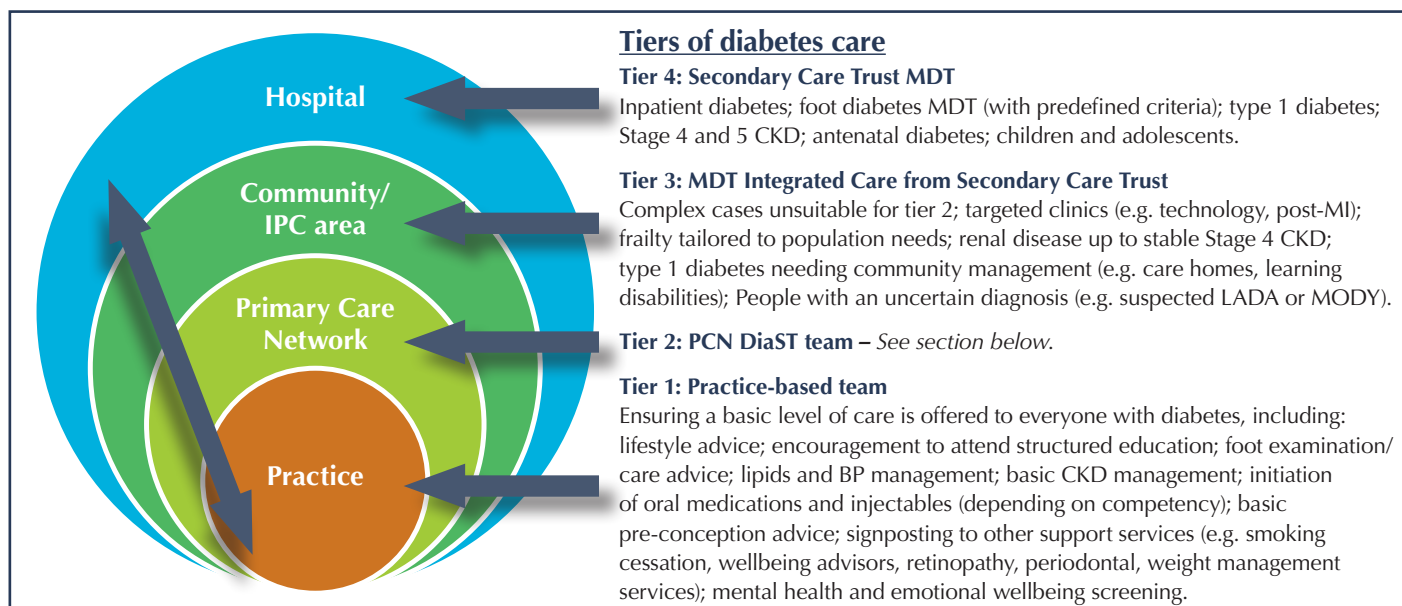 Hospital
Community/
IPC area
Primary Care
Network
Practice
Tiers of diabetes care
Tier 4: Secondary Care Trust MDT
Inpatient diabetes; foot diabetes MDT (with predefined criteria); type 1 diabetes;
Stage 4 and 5 CKD; antenatal diabetes; children and adolescents.
Tier 3: MDT Integrated Care from Secondary Care Trust
Complex cases unsuitable for tier 2; targeted clinics (e.g. technology, post-MI);
frailty tailored to population needs; renal disease up to stable Stage 4 CKD;
type 1 diabetes needing community management (e.g. care homes, learning
disabilities); People with an uncertain diagnosis (e.g. suspected LADA or MODY).
Tier 2: PCN DiaST team – See section below.
Tier 1: Practice-based team
Ensuring a basic level of care is offered to everyone with diabetes, including:
lifestyle advice; encouragement to attend structured education; foot examination/
care advice; lipids and BP management; basic CKD management; initiation
of oral medications and injectables (depending on competency); basic
pre-conception advice; signposting to other support services (e.g. smoking
cessation, wellbeing advisors, retinopathy, periodontal, weight management
services); mental health and emotional wellbeing screening.